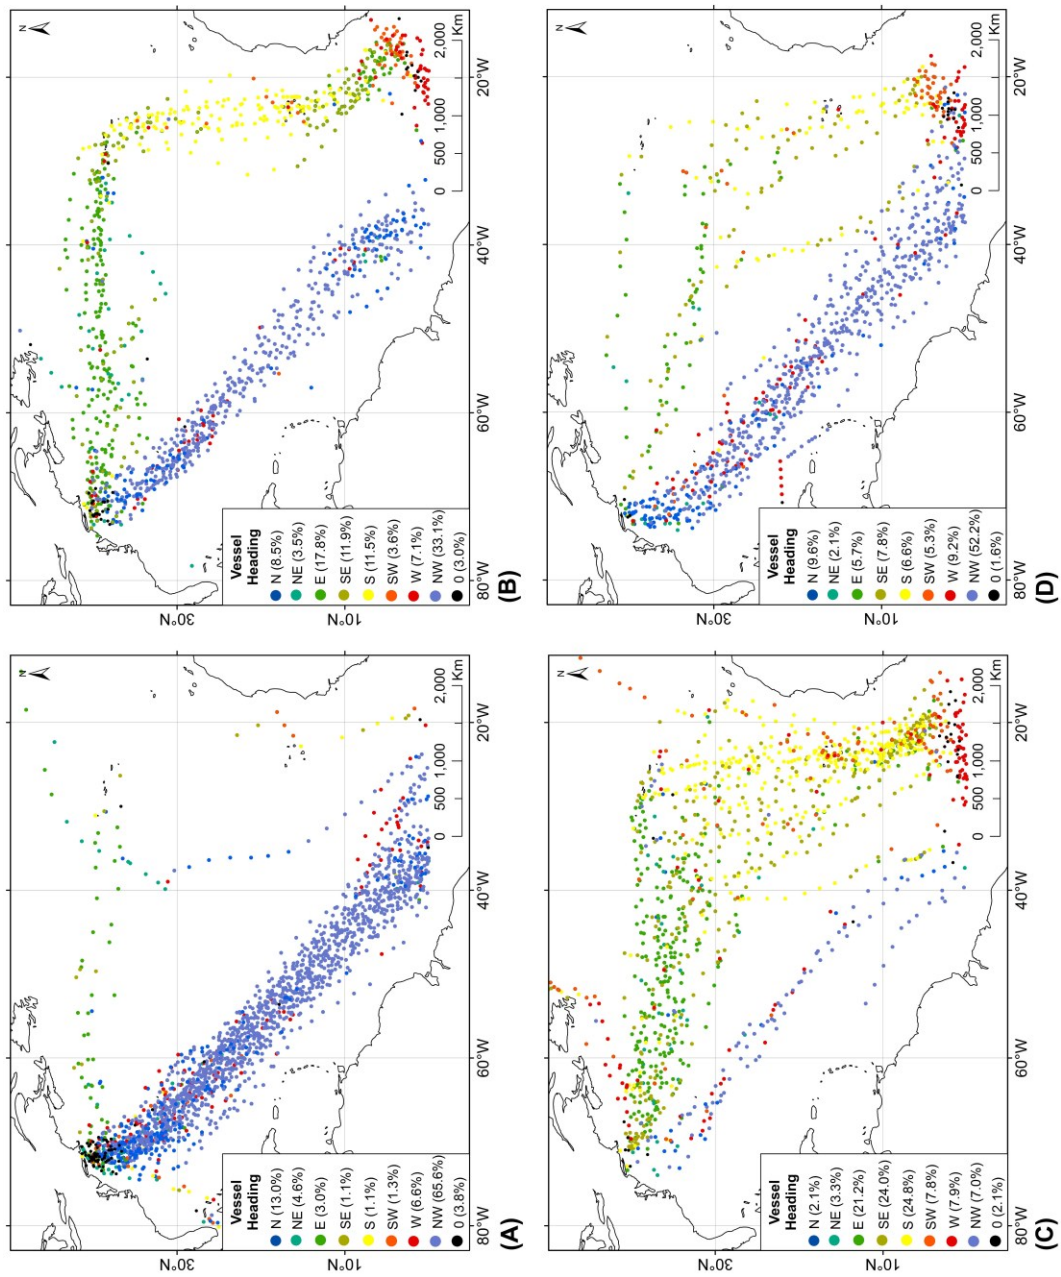 N
Vessel
Heading
N (13.0%)
NE (4.6%)
E (3.0%)
SE (1.1%)
S (1.1%)
SW (1.3%)
W (6.6%)
NW (65.6%)
0 (3.8%)
30°N
10°N
0 500 1,000 2,000
Km
80°W 60°W 40°W 20°W
(A)
N
Vessel
Heading
N (8.5%)
NE (3.5%)
E (17.8%)
SE (11.9%)
S (11.5%)
SW (3.6%)
W (7.1%)
NW (33.1%)
0 (3.0%)
30°N
10°N
0 500 1,000 2,000
Km
80°W 60°W 40°W 20°W
(B)
N
Vessel
Heading
N (2.1%)
NE (3.3%)
E (21.2%)
SE (24.0%)
S (24.8%)
SW (7.8%)
W (7.9%)
NW (7.0%)
0 (2.1%)
30°N
10°N
0 500 1,000 2,000
Km
80°W 60°W 40°W 20°W
(C)
N
Vessel
Heading
N (9.6%)
NE (2.1%)
E (5.7%)
SE (7.8%)
S (6.6%)
SW (5.3%)
W (9.2%)
NW (52.2%)
0 (1.6%)
30°N
10°N
0 500 1,000 2,000
Km
80°W 60°W 40°W 20°W
(D)